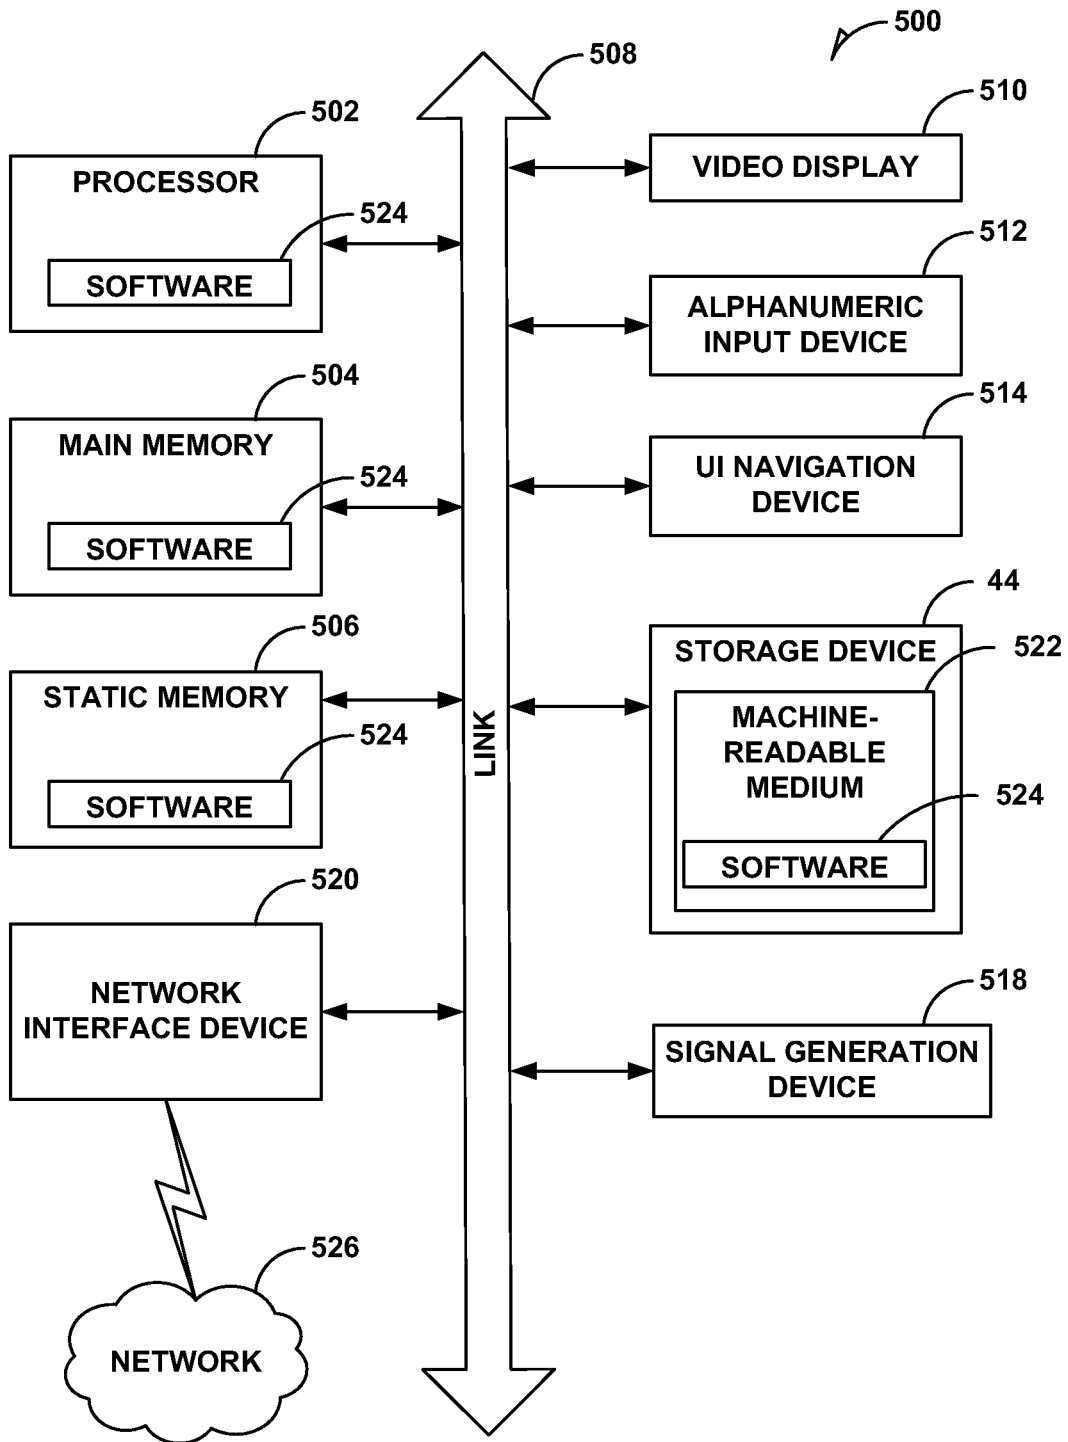 500
508
502
PROCESSOR
524
SOFTWARE
504
MAIN MEMORY
524
SOFTWARE
506
STATIC MEMORY
524
SOFTWARE
520
NETWORK
INTERFACE DEVICE
526
NETWORK
LINK
510
VIDEO DISPLAY
512
ALPHANUMERIC
INPUT DEVICE
514
UI NAVIGATION
DEVICE
44
STORAGE DEVICE
522
MACHINE-
READABLE
MEDIUM
524
SOFTWARE
518
SIGNAL GENERATION
DEVICE